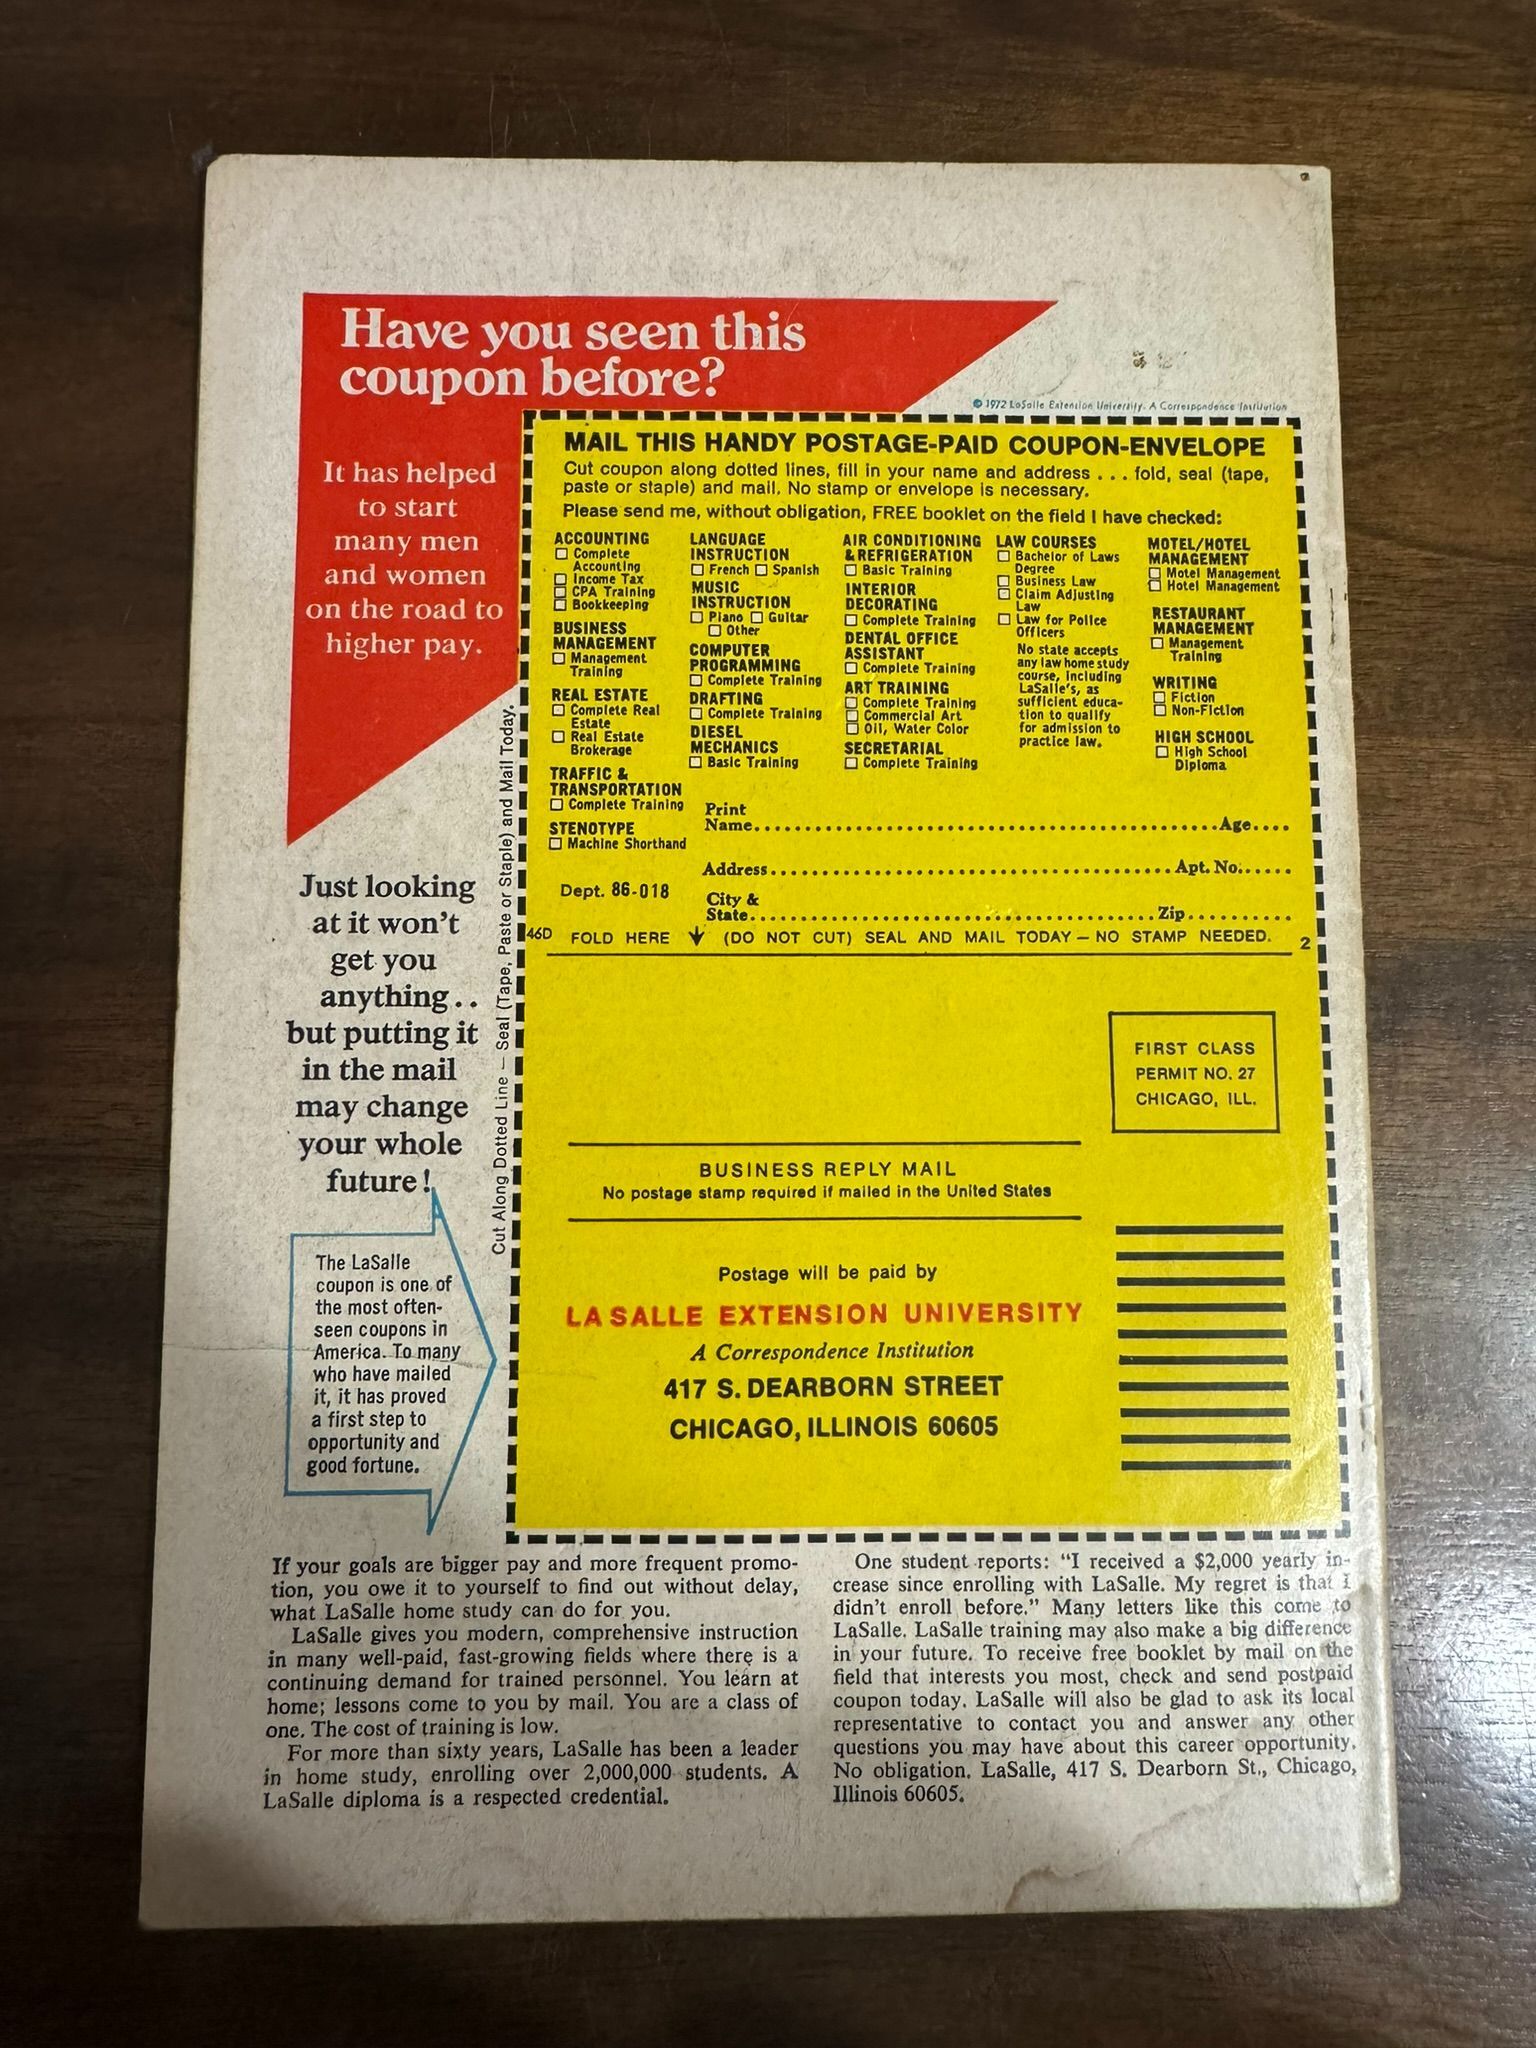 Have you seen this
coupon before?
© 1972 LaSalle Extension University. A Correspondence Institution
It has helped
to start
many men
and women
on the road to
higher pay.
MAIL THIS HANDY POSTAGE-PAID COUPON-ENVELOPE
Cut coupon along dotted lines, fill in your name and address ... fold, seal (tape,
paste or staple) and mail. No stamp or envelope is necessary.
Please send me, without obligation, FREE booklet on the field I have checked:
ACCOUNTING
Complete
Accounting
Income Tax
CPA Training
Bookkeeping
BUSINESS
MANAGEMENT
Management
Training
REAL ESTATE
Complete Real
Estate
Real Estate
Brokerage
TRAFFIC &
TRANSPORTATION
Complete Training
STENOTYPE
Machine Shorthand
LANGUAGE
INSTRUCTION
French Spanish
MUSIC
INSTRUCTION
Piano Guitar
Other
COMPUTER
PROGRAMMING
Complete Training
DRAFTING
Complete Training
DIESEL
MECHANICS
Basic Training
AIR CONDITIONING
& REFRIGERATION
Basic Training
INTERIOR
DECORATING
Complete Training
DENTAL OFFICE
ASSISTANT
Complete Training
ART TRAINING
Complete Training
Commercial Art
Oil, Water Color
SECRETARIAL
Complete Training
LAW COURSES
Bachelor of Laws
Degree
Business Law
Claim Adjusting
Law
Law for Police
Officers
No state accepts
any law home study
course, including
LaSalle's, as
sufficient educa-
tion to qualify
for admission to
practice law.
MOTEL/HOTEL
MANAGEMENT
Motel Management
Hotel Management
RESTAURANT
MANAGEMENT
Management
Training
WRITING
Fiction
Non-Fiction
HIGH SCHOOL
High School
Diploma
Print
Name Age
Address Apt. No.
Dept. 86-018
City &
State Zip
46D FOLD HERE ↓ (DO NOT CUT) SEAL AND MAIL TODAY — NO STAMP NEEDED. 2
Cut Along Dotted Line — Seal (Tape, Paste or Staple) and Mail Today.
Just looking
at it won't
get you
anything..
but putting it
in the mail
may change
your whole
future!
FIRST CLASS
PERMIT NO. 27
CHICAGO, ILL.
BUSINESS REPLY MAIL
No postage stamp required if mailed in the United States
Postage will be paid by
LA SALLE EXTENSION UNIVERSITY
A Correspondence Institution
417 S. DEARBORN STREET
CHICAGO, ILLINOIS 60605
The LaSalle
coupon is one of
the most often-
seen coupons in
America. To many
who have mailed
it, it has proved
a first step to
opportunity and
good fortune.
If your goals are bigger pay and more frequent promo-
tion, you owe it to yourself to find out without delay,
what LaSalle home study can do for you.
LaSalle gives you modern, comprehensive instruction
in many well-paid, fast-growing fields where there is a
continuing demand for trained personnel. You learn at
home; lessons come to you by mail. You are a class of
one. The cost of training is low.
For more than sixty years, LaSalle has been a leader
in home study, enrolling over 2,000,000 students. A
LaSalle diploma is a respected credential.
One student reports: "I received a $2,000 yearly in-
crease since enrolling with LaSalle. My regret is that I
didn't enroll before." Many letters like this come to
LaSalle. LaSalle training may also make a big difference
in your future. To receive free booklet by mail on the
field that interests you most, check and send postpaid
coupon today. LaSalle will also be glad to ask its local
representative to contact you and answer any other
questions you may have about this career opportunity.
No obligation. LaSalle, 417 S. Dearborn St., Chicago,
Illinois 60605.